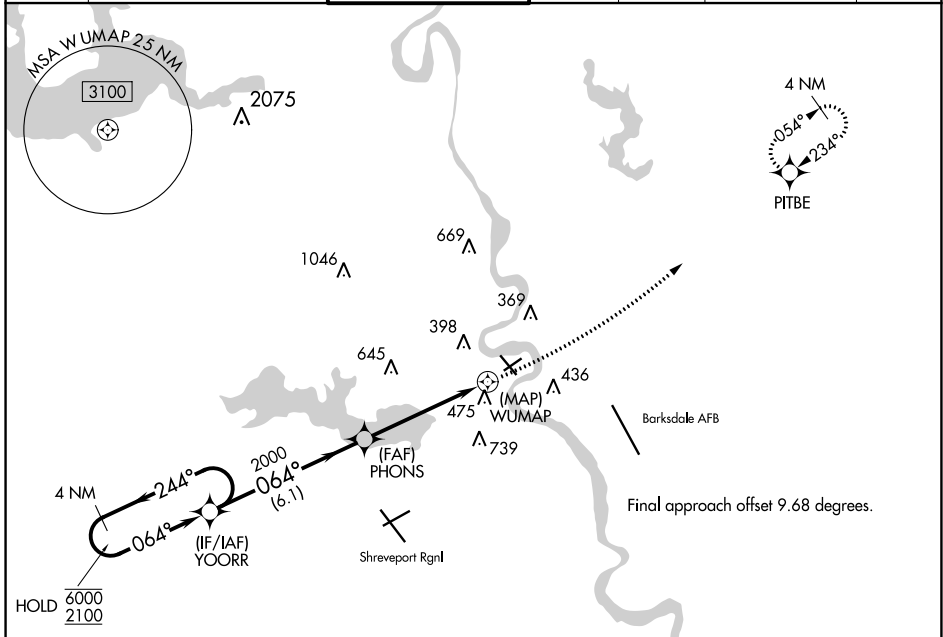 MSA WUMAP 25 NM
3100
2075
4 NM
054°
234°
PITBE
669
1046
369
398
645
436
475
(MAP)
WUMAP
Barksdale AFB
739
(FAF)
PHONS
2000
064°
(6.1)
244°
4 NM
064°
Final approach offset 9.68 degrees.
(IF/IAF)
YOORR
Shreveport Rgnl
HOLD 6000
2100